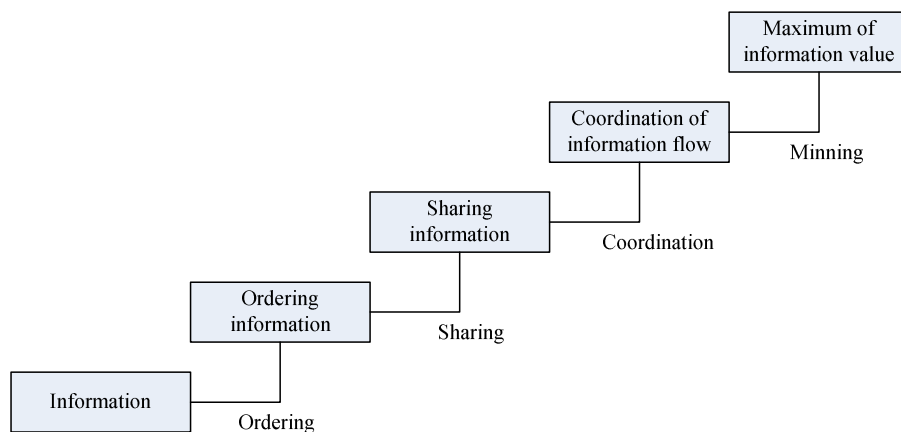 Maximum of
information value
Coordination of
information flow
Minning
Sharing
information
Coordination
Ordering
information
Sharing
Information
Ordering